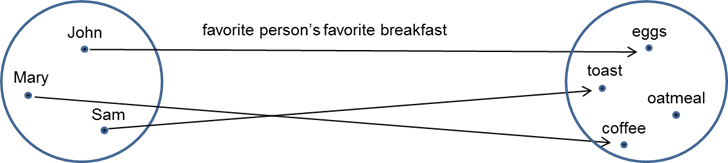 John
favorite person's favorite breakfast
eggs
Mary
toast
Sam
oatmeal
coffee